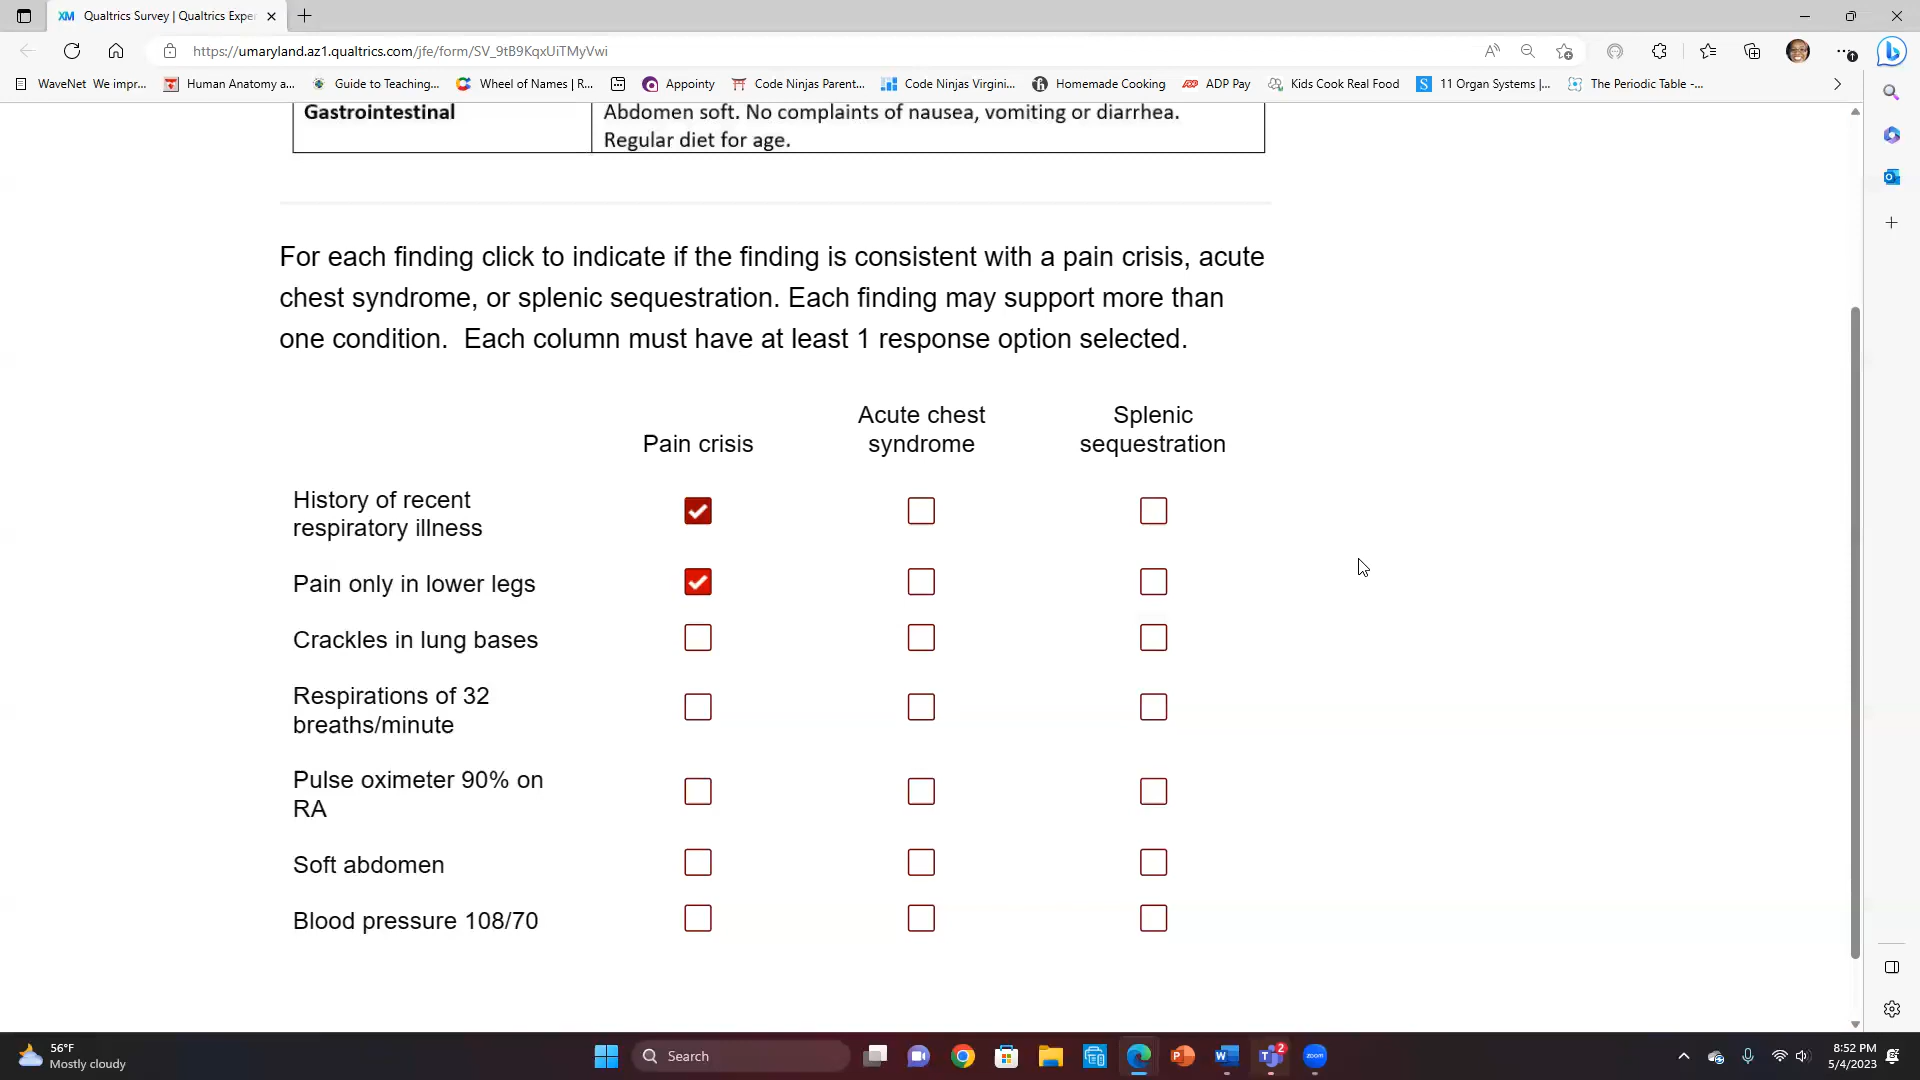 Qualtrics Survey | Qualtrics Exper
https://umaryland.az1.qualtrics.com/jfe/form/SV_9tB9KqxUiTMyVwi
WaveNet We impr... Human Anatomy a... Guide to Teaching... Wheel of Names | R... Appointy Code Ninjas Parent... Code Ninjas Virgini... Homemade Cooking ADP Pay Kids Cook Real Food 11 Organ Systems |... The Periodic Table -...
Gastrointestinal Abdomen soft. No complaints of nausea, vomiting or diarrhea.
Regular diet for age.
For each finding click to indicate if the finding is consistent with a pain crisis, acute
chest syndrome, or splenic sequestration. Each finding may support more than
one condition.  Each column must have at least 1 response option selected.
Acute chest Splenic
Pain crisis syndrome sequestration
History of recent
respiratory illness
Pain only in lower legs
Crackles in lung bases
Respirations of 32
breaths/minute
Pulse oximeter 90% on
RA
Soft abdomen
Blood pressure 108/70
56°F
Mostly cloudy
Search
zoom
2
8:52 PM
5/4/2023